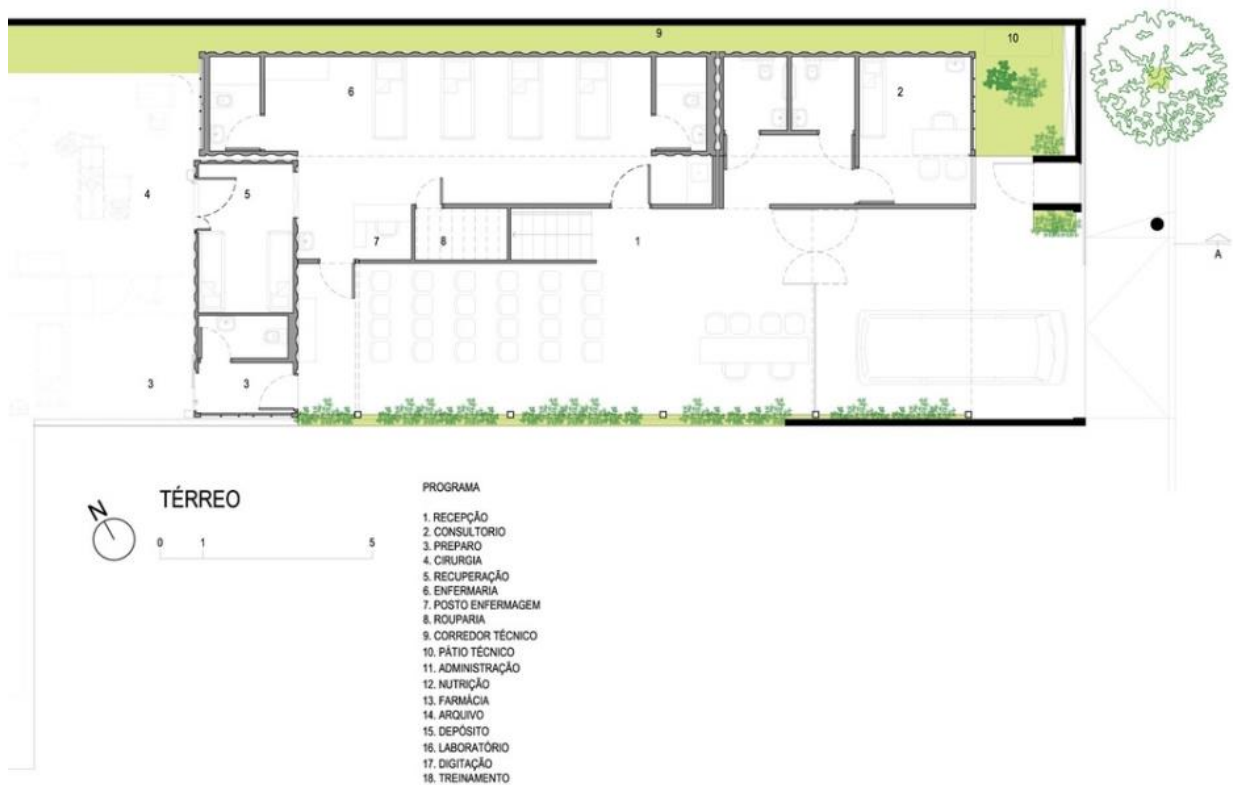 9
10
6
2
4
5
7
8
1
A
3
3
N
TÉRREO
0 1 5
PROGRAMA
1. RECEPÇÃO
2. CONSULTORIO
3. PREPARO
4. CIRURGIA
5. RECUPERAÇÃO
6. ENFERMARIA
7. POSTO ENFERMAGEM
8. ROUPARIA
9. CORREDOR TÉCNICO
10. PÁTIO TÉCNICO
11. ADMINISTRAÇÃO
12. NUTRIÇÃO
13. FARMÁCIA
14. ARQUIVO
15. DEPÓSITO
16. LABORATÓRIO
17. DIGITAÇÃO
18. TREINAMENTO